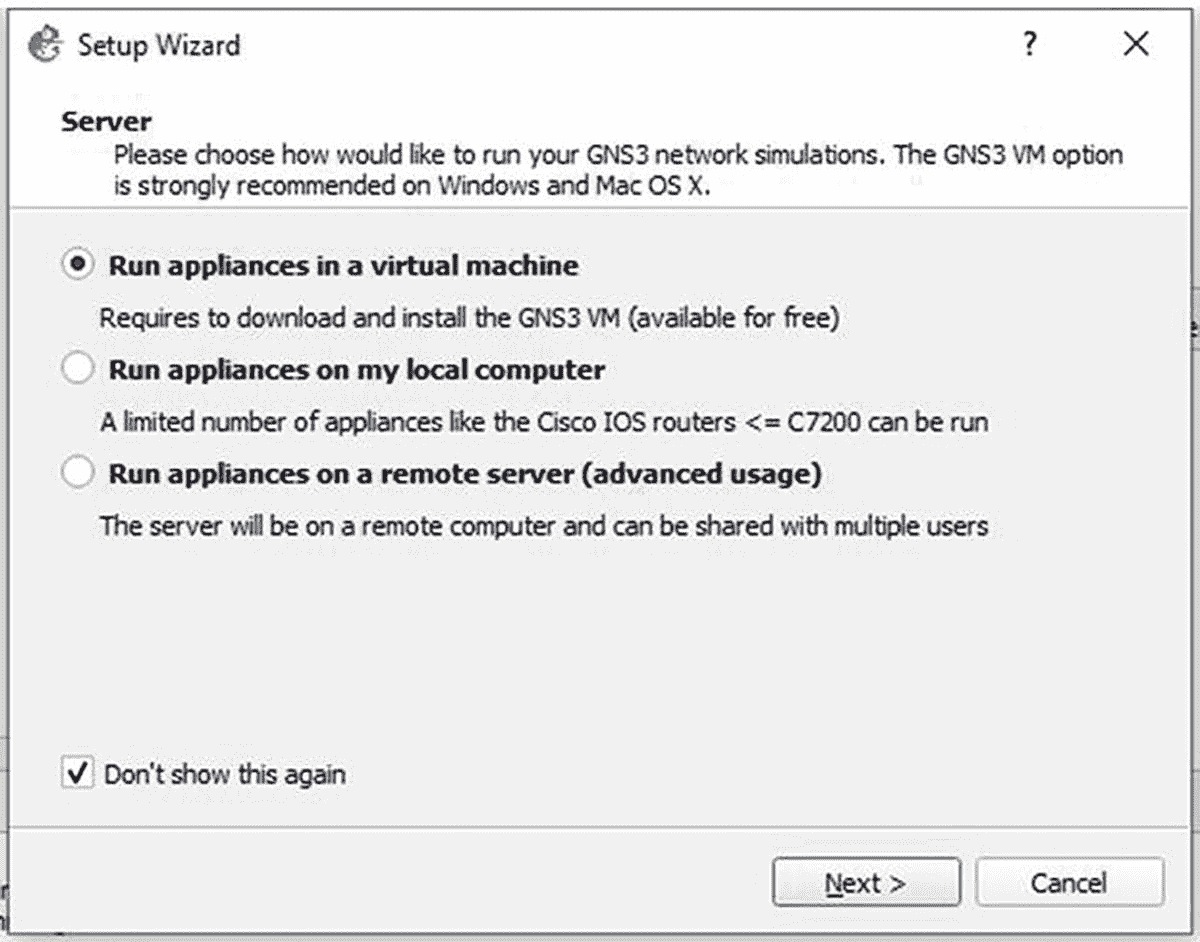 Setup Wizard
?
Server
Please choose how would like to run your GNS3 network simulations. The GNS3 VM option
is strongly recommended on Windows and Mac OS X.
Run appliances in a virtual machine
Requires to download and install the GNS3 VM (available for free)
Run appliances on my local computer
A limited number of appliances like the Cisco IOS routers <= C7200 can be run
Run appliances on a remote server (advanced usage)
The server will be on a remote computer and can be shared with multiple users
Don't show this again
Next >
Cancel